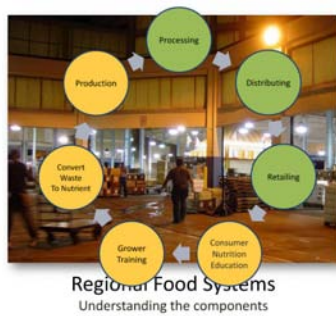 Processing
Distributing
Retailing
Consumer
Nutrition
Education
Grower
Training
Convert
Waste
To Nutrient
Production
Regional Food Systems
Understanding the components